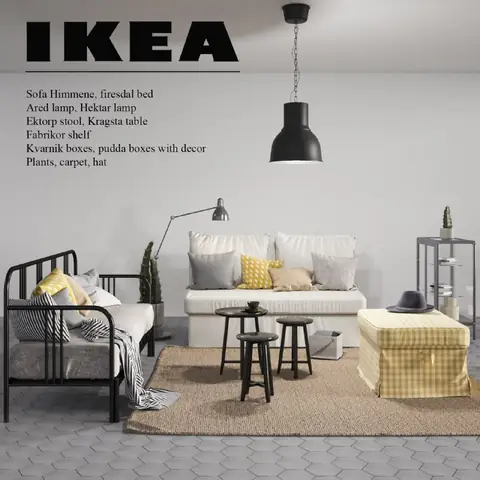 IKEA
Sofa Himmene, firesdal bed
Ared lamp, Hektar lamp
Ektorp stool, Kragsta table
Fabrikor shelf
Kvarnik boxes, pudda boxes with decor
Plants, carpet, hat